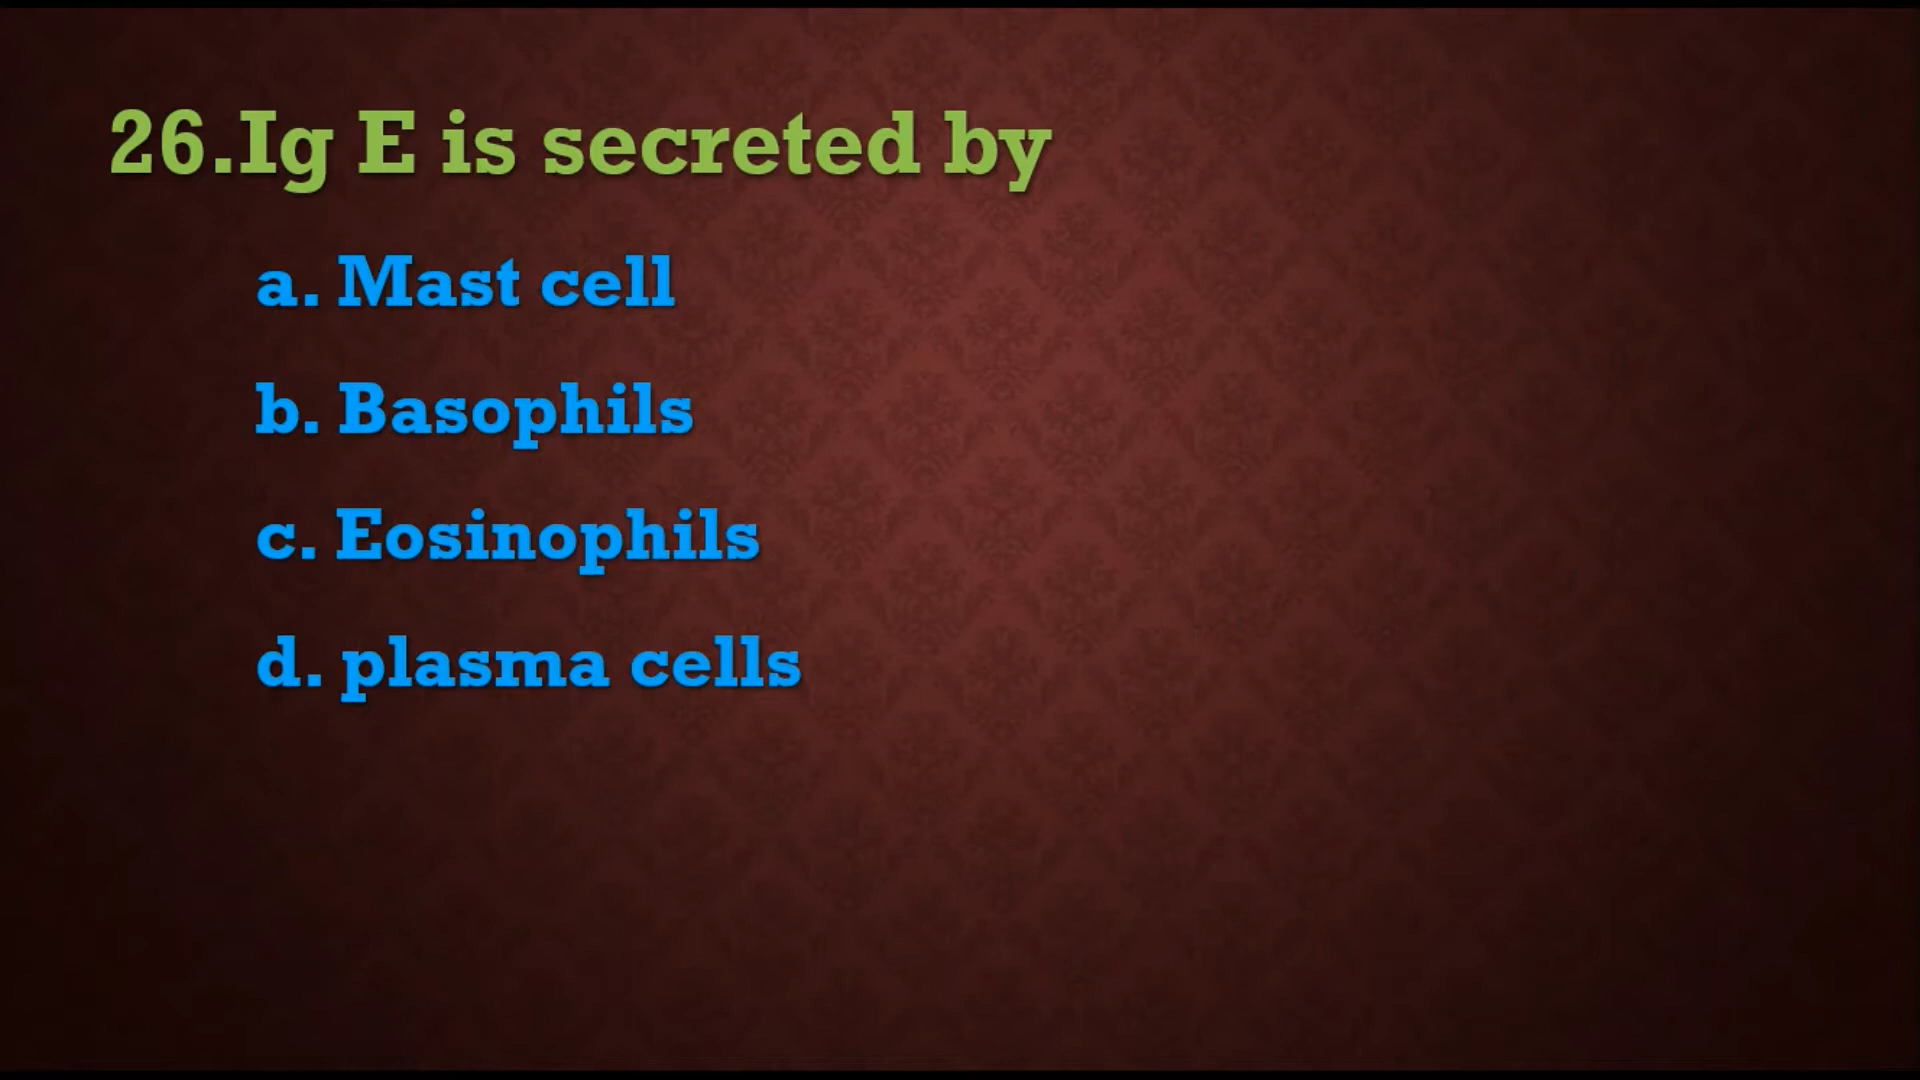 26.Ig E is secreted by
a. Mast cell
b. Basophils
c. Eosinophils
d. plasma cells